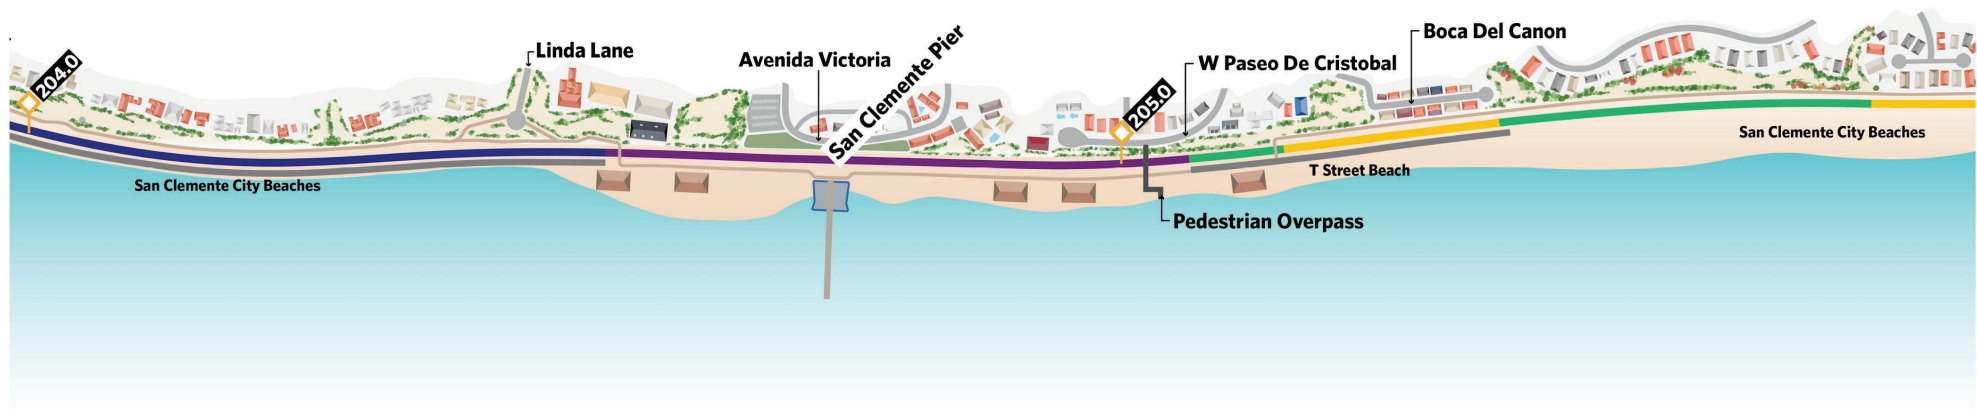 204.0
Linda Lane
Avenida Victoria
San Clemente Pier
205.0
W Paseo De Cristobal
Boca Del Canon
San Clemente City Beaches
San Clemente City Beaches
T Street Beach
Pedestrian Overpass